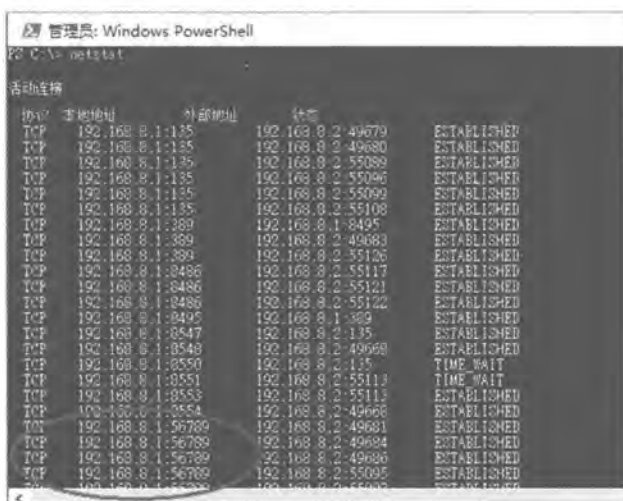 管理员: Windows PowerShell
PS C:\> netstat
活动连接
协议 本地地址 外部地址 状态
TCP 192.168.8.1:135 192.168.8.2:49679 ESTABLISHED
TCP 192.168.8.1:135 192.168.8.2:49680 ESTABLISHED
TCP 192.168.8.1:135 192.168.8.2:55089 ESTABLISHED
TCP 192.168.8.1:135 192.168.8.2:55096 ESTABLISHED
TCP 192.168.8.1:135 192.168.8.2:55099 ESTABLISHED
TCP 192.168.8.1:135 192.168.8.2:55108 ESTABLISHED
TCP 192.168.8.1:389 192.168.8.1:8495 ESTABLISHED
TCP 192.168.8.1:389 192.168.8.2:49683 ESTABLISHED
TCP 192.168.8.1:389 192.168.8.2:55126 ESTABLISHED
TCP 192.168.8.1:8486 192.168.8.2:55117 ESTABLISHED
TCP 192.168.8.1:8486 192.168.8.2:55121 ESTABLISHED
TCP 192.168.8.1:8486 192.168.8.2:55122 ESTABLISHED
TCP 192.168.8.1:8495 192.168.8.1:389 ESTABLISHED
TCP 192.168.8.1:8547 192.168.8.2:135 ESTABLISHED
TCP 192.168.8.1:8548 192.168.8.2:49668 ESTABLISHED
TCP 192.168.8.1:8550 192.168.8.2:135 TIME_WAIT
TCP 192.168.8.1:8551 192.168.8.2:55113 TIME_WAIT
TCP 192.168.8.1:8553 192.168.8.2:55113 ESTABLISHED
TCP 192.168.8.1:8554 192.168.8.2:49668 ESTABLISHED
TCP 192.168.8.1:56789 192.168.8.2:49681 ESTABLISHED
TCP 192.168.8.1:56789 192.168.8.2:49684 ESTABLISHED
TCP 192.168.8.1:56789 192.168.8.2:49686 ESTABLISHED
TCP 192.168.8.1:56789 192.168.8.2:55095 ESTABLISHED